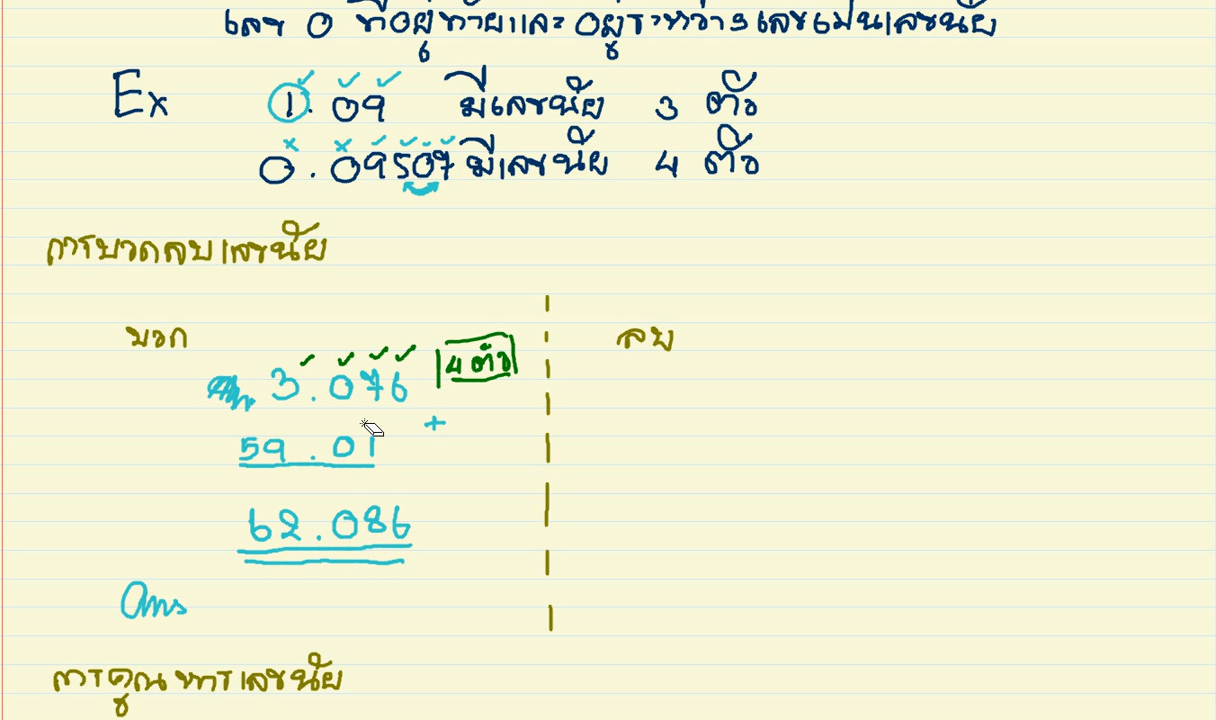 เลข 0 ที่อยู่ท้ายและอยู่ระหว่างเลขเป็นเลขนัย
Ex 1.09 มีเลขนัย 3 ตัว
0.09507 มีเลขนัย 4 ตัว
การบวกลบเลขนัย
บวก ลบ
3.076 4 ตัว
+
59.01
62.086
Ans
การคูณหารเลขนัย